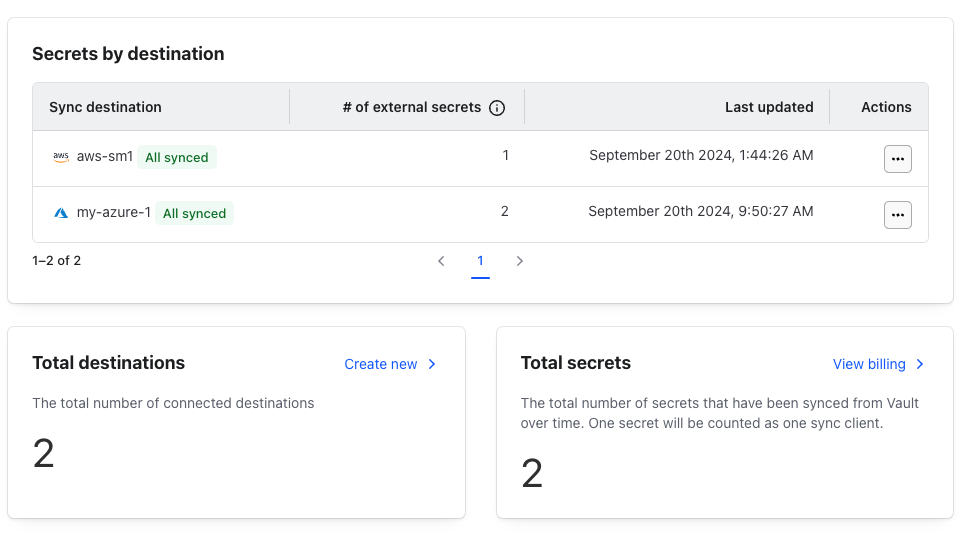 Secrets by destination
Sync destination # of external secrets Last updated Actions
aws aws-sm1 All synced 1 September 20th 2024, 1:44:26 AM
my-azure-1 All synced 2 September 20th 2024, 9:50:27 AM
1–2 of 2 1
Total destinations Create new
The total number of connected destinations
2
Total secrets View billing
The total number of secrets that have been synced from Vault
over time. One secret will be counted as one sync client.
2